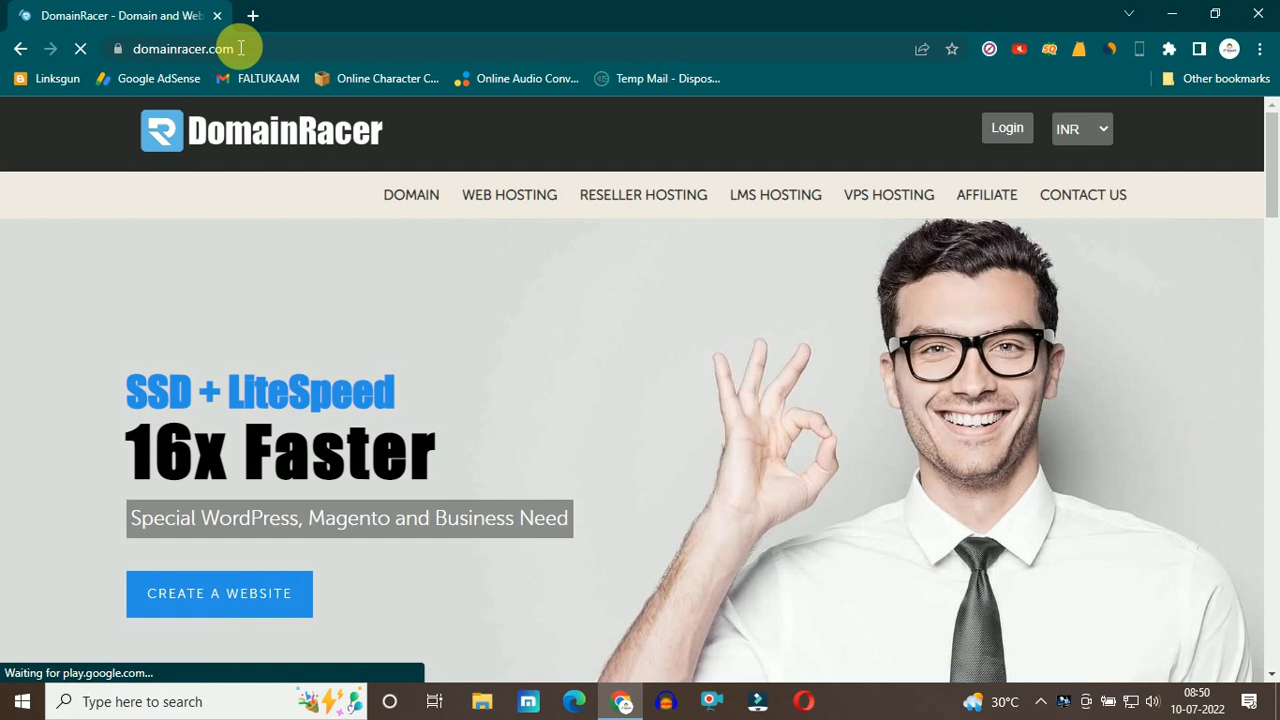 DomainRacer - Domain and Web
domainracer.com
Linksgun
Google AdSense
FALTUKAAM
Online Character C...
Online Audio Conv...
Temp Mail - Dispos...
Other bookmarks
DomainRacer
Login
INR
DOMAIN
WEB HOSTING
RESELLER HOSTING
LMS HOSTING
VPS HOSTING
AFFILIATE
CONTACT US
SSD + LiteSpeed
16x Faster
Special WordPress, Magento and Business Need
CREATE A WEBSITE
Waiting for play.google.com...
Type here to search
30°C
08:50
10-07-2022